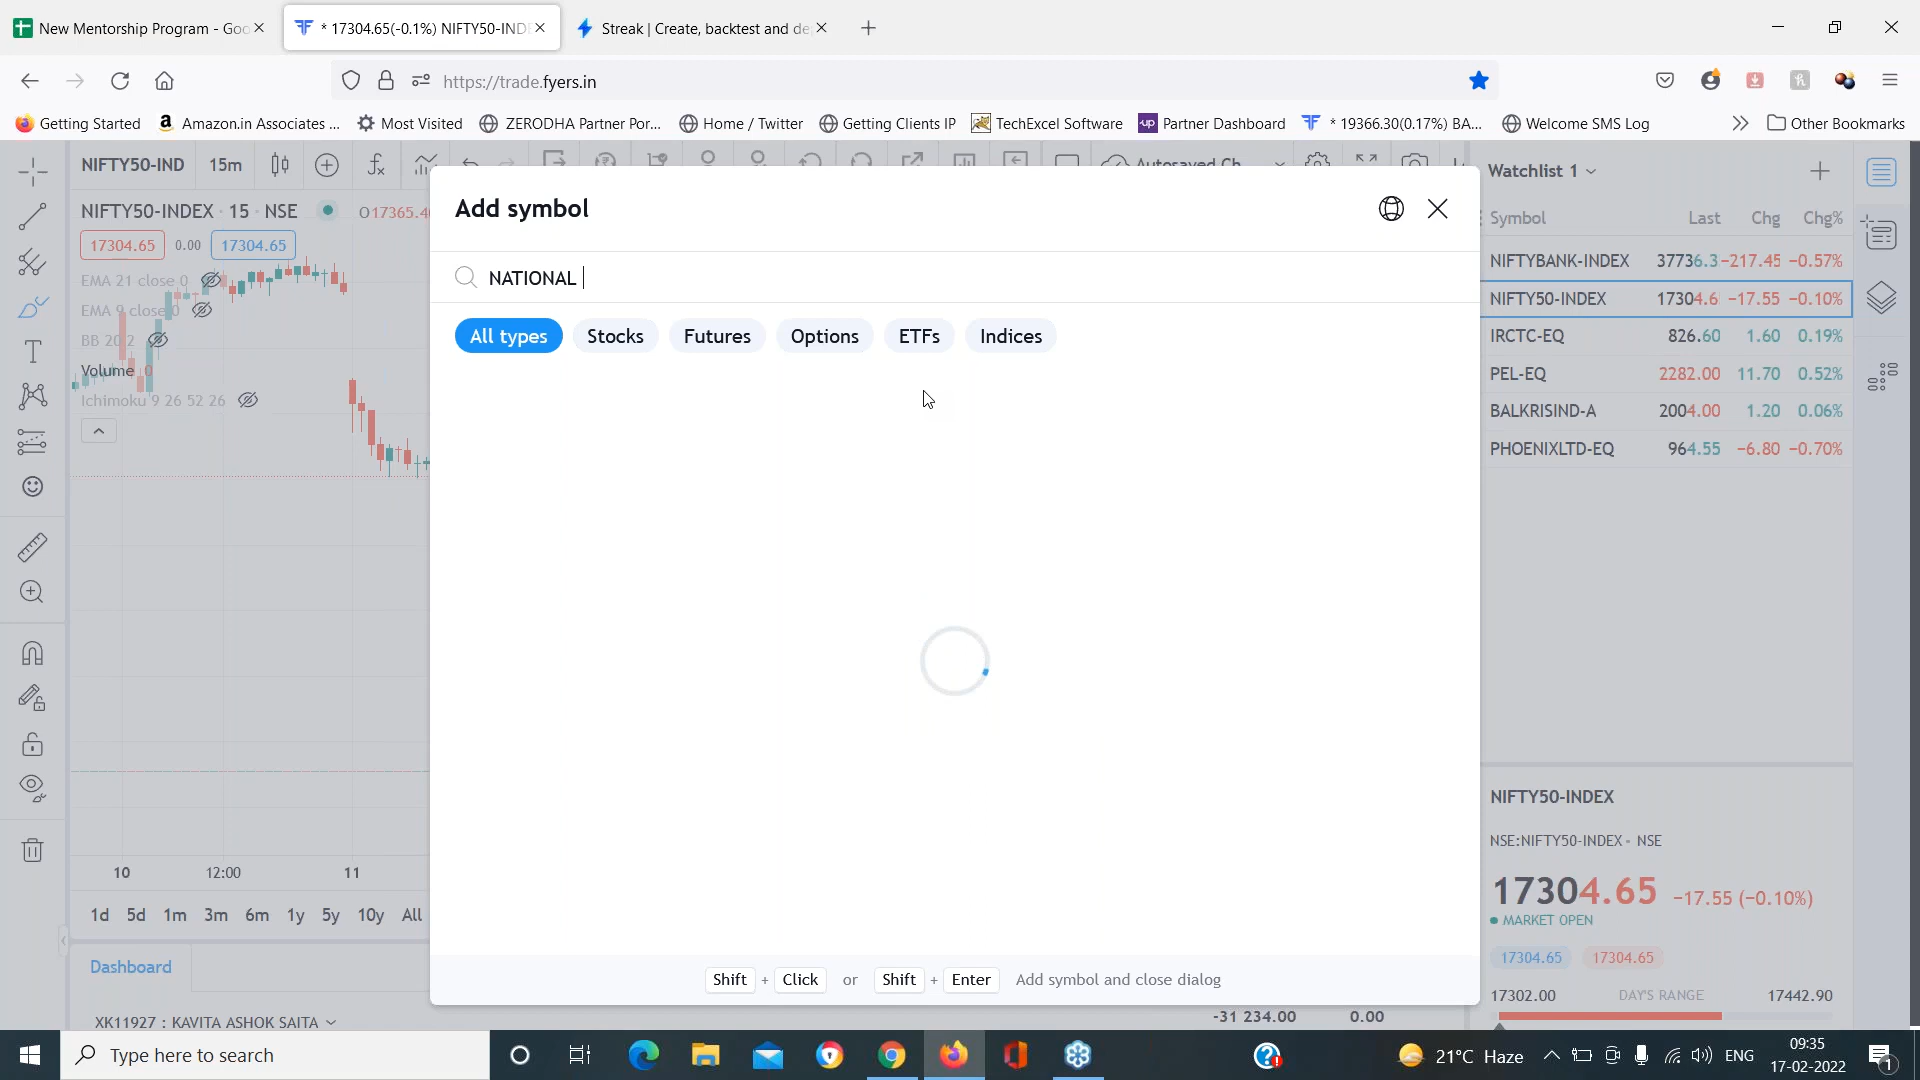 New Mentorship Program - Goo
* 17304.65(-0.1%) NIFTY50-IND
Streak | Create, backtest and de
https://trade.fyers.in
Getting Started
Amazon.in Associates ...
Most Visited
ZERODHA Partner Por...
Home / Twitter
Getting Clients IP
TechExcel Software
Partner Dashboard
* 19366.30(0.17%) BA...
Welcome SMS Log
Other Bookmarks
NIFTY50-IND
15m
Autosaved Ch
NIFTY50-INDEX · 15 · NSE
O17365.4
17304.65
0.00
17304.65
EMA 21 close 0
EMA 9 close 0
BB 20 2
Volume 0
Ichimoku 9 26 52 26
10
12:00
11
1d 5d 1m 3m 6m 1y 5y 10y All
Dashboard
XK11927 : KAVITA ASHOK SAITA
-31 234.00
0.00
Add symbol
NATIONAL
All types
Stocks
Futures
Options
ETFs
Indices
Shift + Click or Shift + Enter Add symbol and close dialog
Watchlist 1
Symbol Last Chg Chg%
NIFTYBANK-INDEX 37736.3 -217.45 -0.57%
NIFTY50-INDEX 17304.6 -17.55 -0.10%
IRCTC-EQ 826.60 1.60 0.19%
PEL-EQ 2282.00 11.70 0.52%
BALKRISIND-A 2004.00 1.20 0.06%
PHOENIXLTD-EQ 964.55 -6.80 -0.70%
NIFTY50-INDEX
NSE:NIFTY50-INDEX • NSE
17304.65 -17.55 (-0.10%)
MARKET OPEN
17304.65
17304.65
17302.00 DAY'S RANGE 17442.90
Type here to search
21°C Haze
ENG
09:35
17-02-2022
1